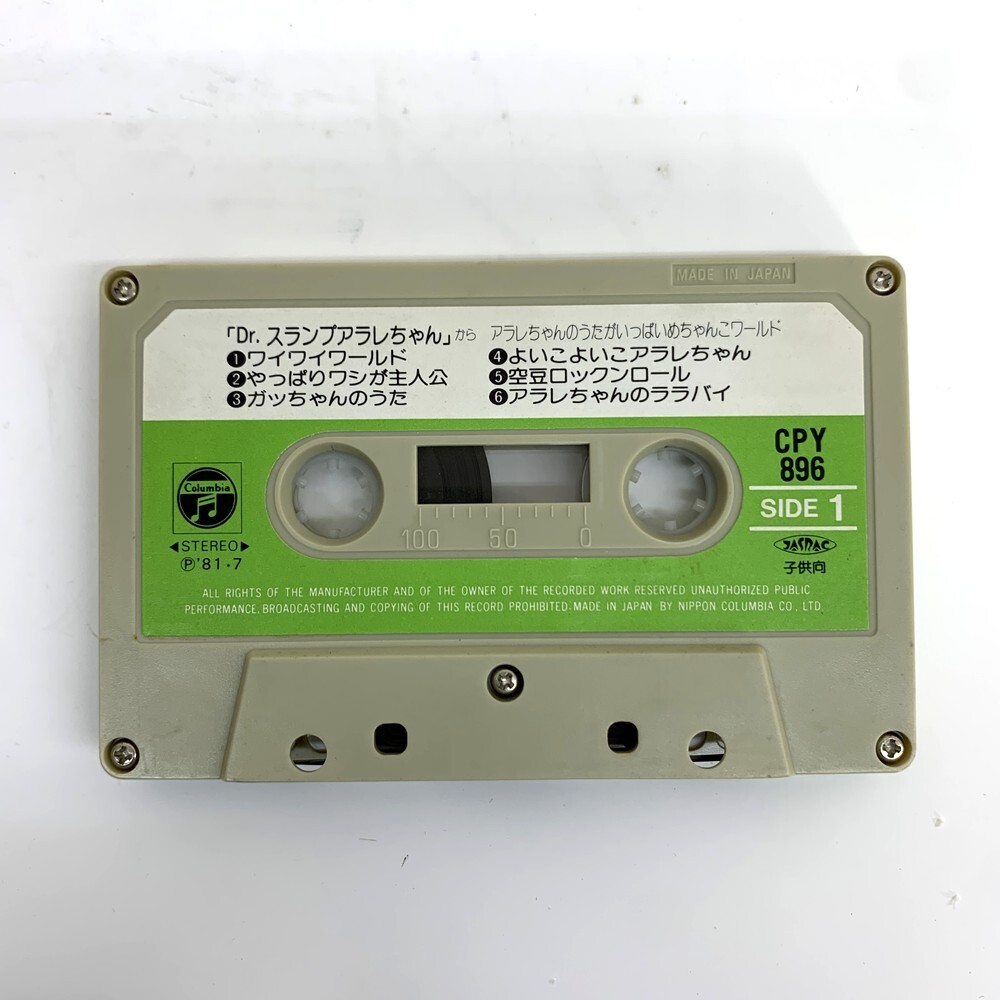 MADE IN JAPAN
「Dr. スランプアラレちゃん」から アラレちゃんのうたがいっぱいめちゃんこワールド
❶ワイワイワールド
❷やっぱりワシが主人公
❸ガッちゃんのうた
❹よいこよいこアラレちゃん
❺空豆ロックンロール
❻アラレちゃんのララバイ
Columbia
◀STEREO▶
Ⓟ'81・7
100 50 0
CPY
896
SIDE 1
JASRAC
子供向
ALL RIGHTS OF THE MANUFACTURER AND OF THE OWNER OF THE RECORDED WORK RESERVED UNAUTHORIZED PUBLIC
PERFORMANCE, BROADCASTING AND COPYING OF THIS RECORD PROHIBITED. MADE IN JAPAN BY NIPPON COLUMBIA CO., LTD.